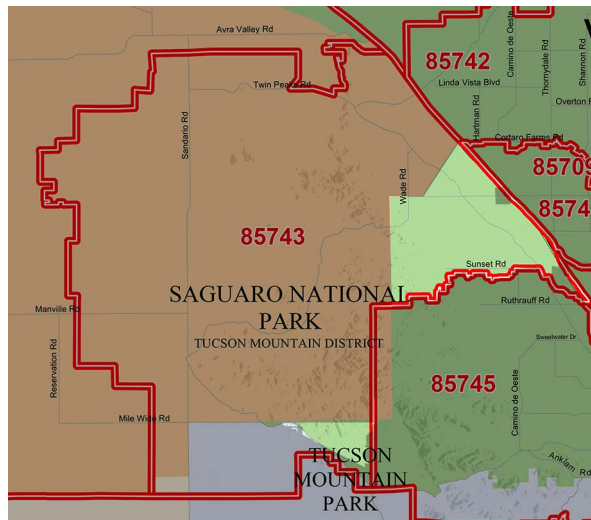 Avra Valley Rd
85742
Camino de Oeste
Thornydale Rd
Shannon Rd
Linda Vista Blvd
Twin Peaks Rd
Hartman Rd
Overton
Cortaro Farms Rd
Sandario Rd
85709
Wade Rd
8574
85743
Sunset Rd
SAGUARO NATIONAL
PARK
TUCSON MOUNTAIN DISTRICT
Ruthrauff Rd
Manville Rd
Sweetwater Dr
Reservation Rd
85745
Camino de Oeste
Mile Wide Rd
TUCSON
MOUNTAIN
PARK
Anklam Rd